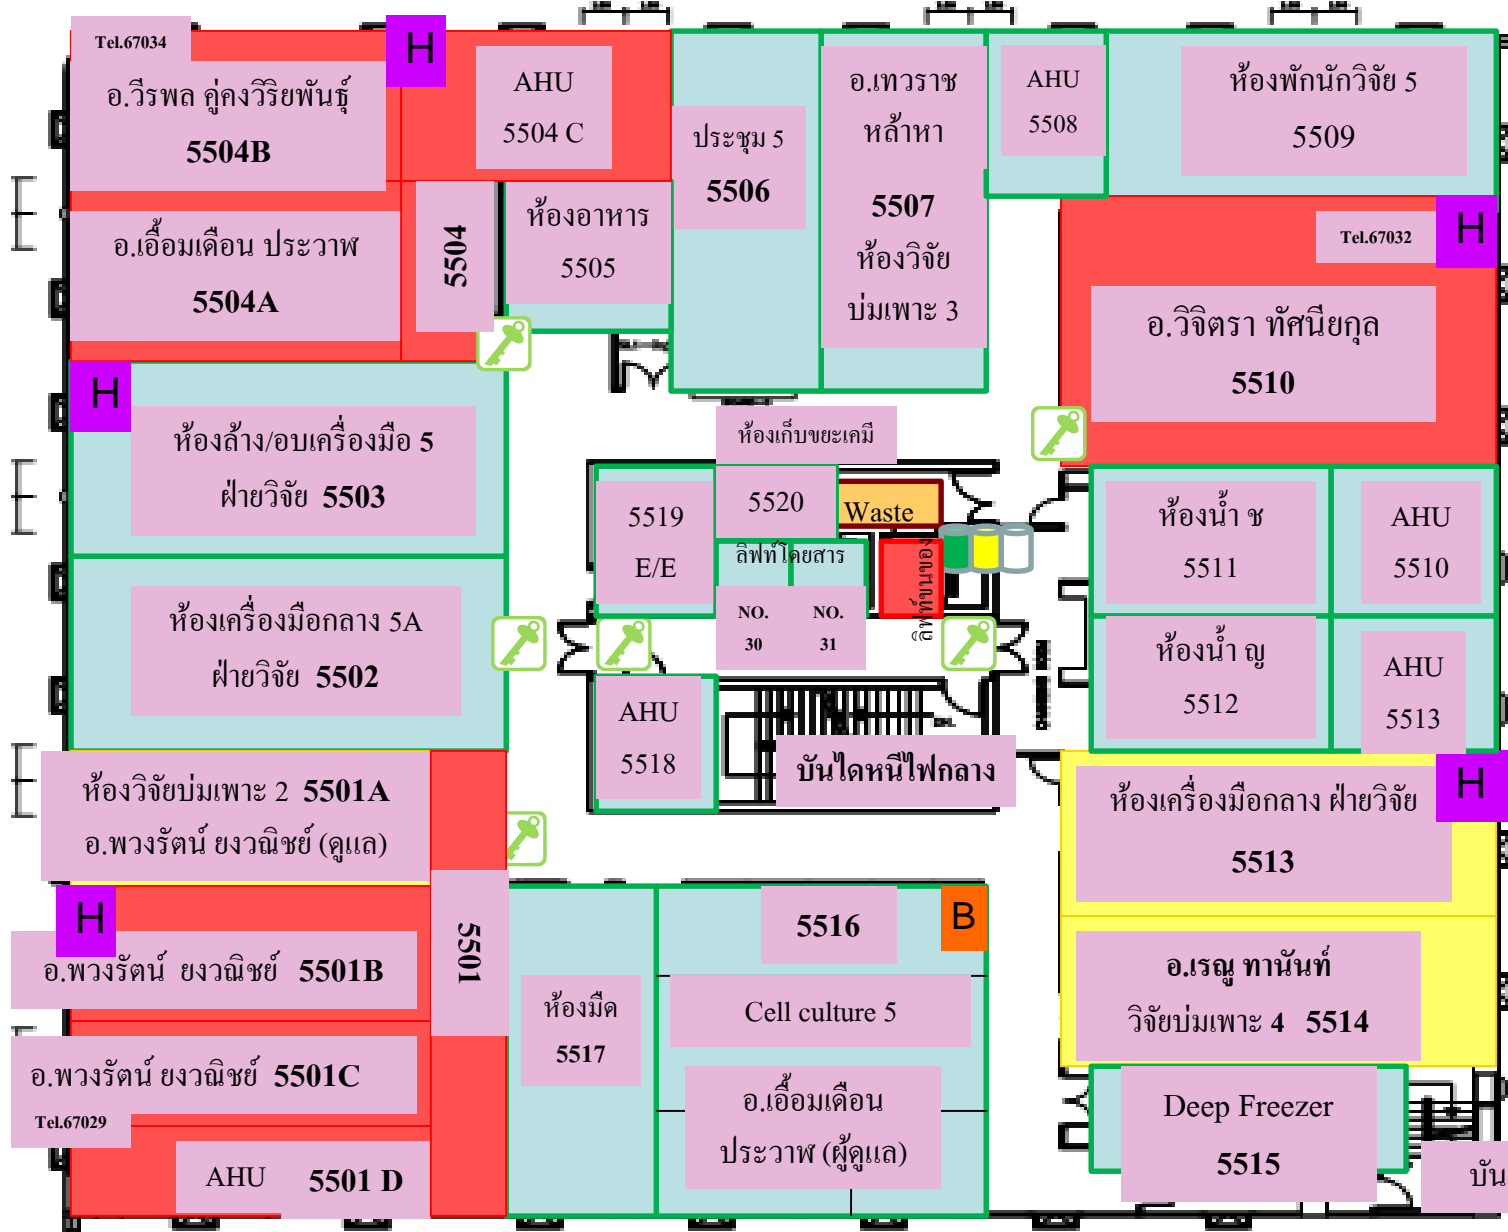 Tel.67034
H
อ.วีรพล คู่คงวิริยพันธุ์
5504B
AHU
5504 C
ประชุม 5
5506
อ.เทวราช
หล้าหา
5507
ห้องวิจัย
บ่มเพาะ 3
AHU
5508
ห้องพักนักวิจัย 5
5509
อ.เอื้อมเดือน ประวาฬ
5504A
5504
ห้องอาหาร
5505
Tel.67032
H
อ.วิจิตรา ทัศนียกุล
5510
H
ห้องล้าง/อบเครื่องมือ 5
ฝ่ายวิจัย 5503
ห้องเก็บขยะเคมี
5519
E/E
5520
Waste
ลิฟท์โดยสาร
NO.
30
NO.
31
ลิฟท์ขนของ
ห้องน้ำ ช
5511
AHU
5510
ห้องเครื่องมือกลาง 5A
ฝ่ายวิจัย 5502
ห้องน้ำ ญ
5512
AHU
5513
AHU
5518
บันไดหนีไฟกลาง
ห้องวิจัยบ่มเพาะ 2 5501A
อ.พวงรัตน์ ยงวณิชย์ (ดูแล)
H
ห้องเครื่องมือกลาง ฝ่ายวิจัย
5513
5501
H
อ.พวงรัตน์ ยงวณิชย์ 5501B
5516
B
Cell culture 5
อ.เอื้อมเดือน
ประวาฬ (ผู้ดูแล)
ห้องมืด
5517
อ.เรณู ทานันท์
วิจัยบ่มเพาะ 4 5514
อ.พวงรัตน์ ยงวณิชย์ 5501C
Tel.67029
AHU 5501 D
Deep Freezer
5515
บัน